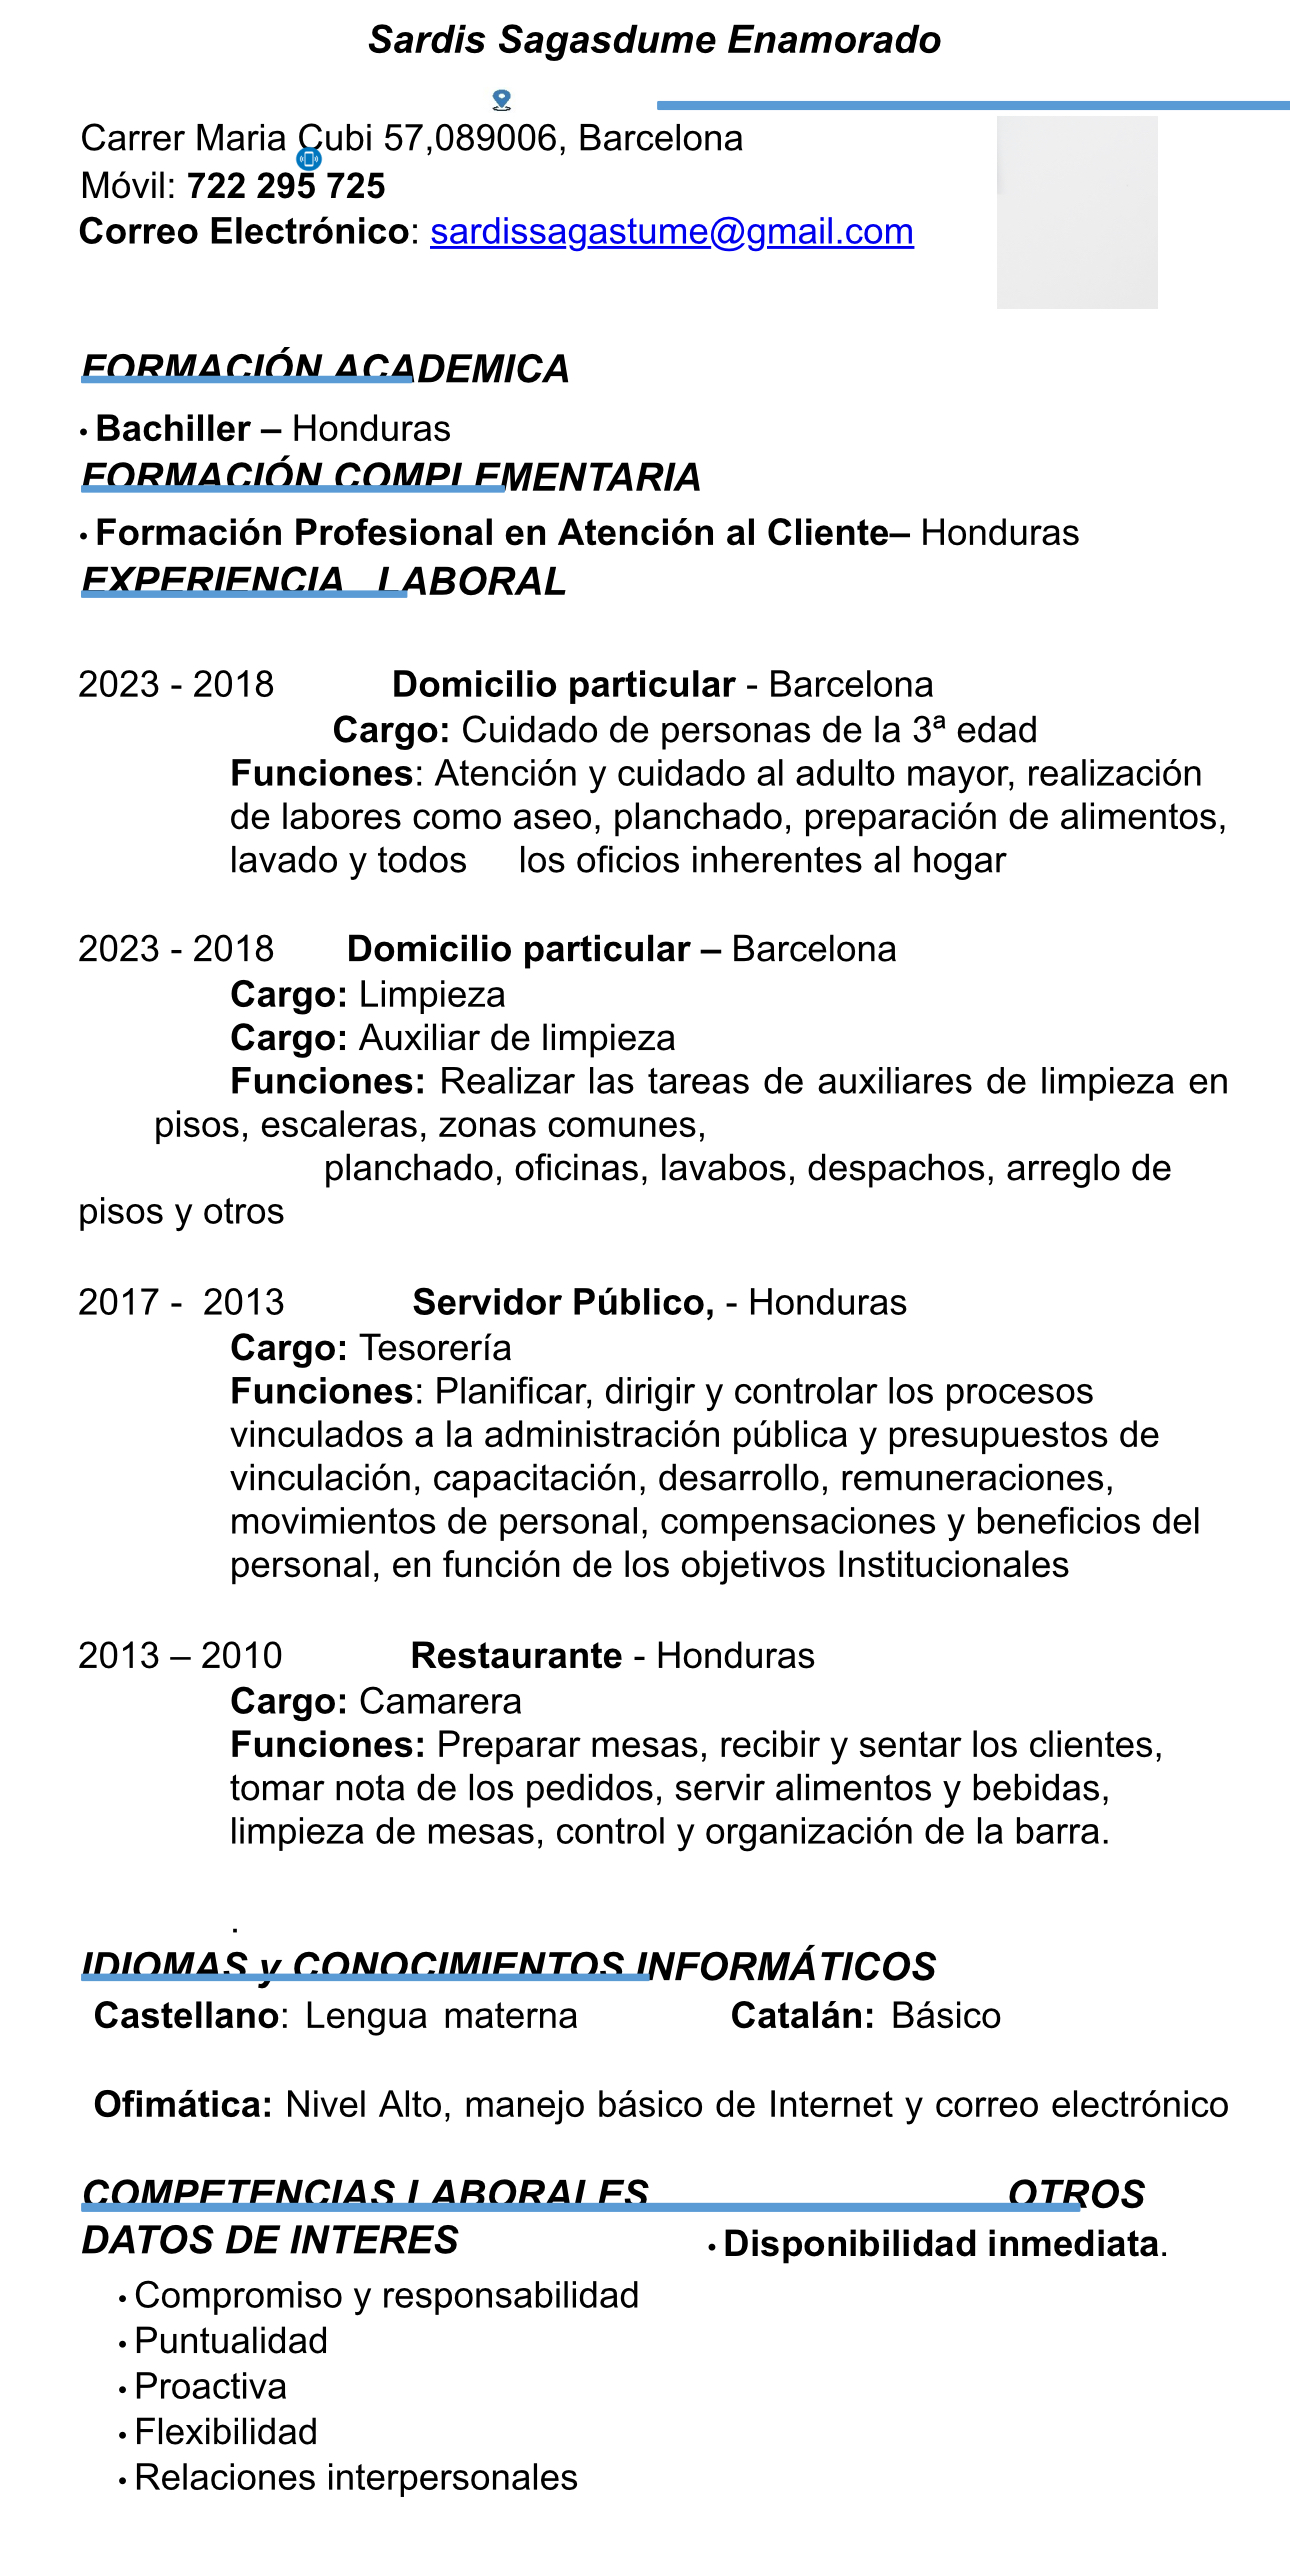 Sardis Sagasdume Enamorado
Carrer Maria Cubi 57,089006, Barcelona
Móvil: 722 295 725
Correo Electrónico: sardissagastume@gmail.com
FORMACIÓN ACADEMICA
• Bachiller – Honduras
FORMACIÓN COMPLEMENTARIA
• Formación Profesional en Atención al Cliente– Honduras
EXPERIENCIA LABORAL
2023 - 2018 Domicilio particular - Barcelona
Cargo: Cuidado de personas de la 3ª edad
Funciones: Atención y cuidado al adulto mayor, realización
de labores como aseo, planchado, preparación de alimentos,
lavado y todos los oficios inherentes al hogar
2023 - 2018 Domicilio particular – Barcelona
Cargo: Limpieza
Cargo: Auxiliar de limpieza
Funciones: Realizar las tareas de auxiliares de limpieza en
pisos, escaleras, zonas comunes,
planchado, oficinas, lavabos, despachos, arreglo de
pisos y otros
2017 - 2013 Servidor Público, - Honduras
Cargo: Tesorería
Funciones: Planificar, dirigir y controlar los procesos
vinculados a la administración pública y presupuestos de
vinculación, capacitación, desarrollo, remuneraciones,
movimientos de personal, compensaciones y beneficios del
personal, en función de los objetivos Institucionales
2013 – 2010 Restaurante - Honduras
Cargo: Camarera
Funciones: Preparar mesas, recibir y sentar los clientes,
tomar nota de los pedidos, servir alimentos y bebidas,
limpieza de mesas, control y organización de la barra.
.
IDIOMAS y CONOCIMIENTOS INFORMÁTICOS
Castellano: Lengua materna Catalán: Básico
Ofimática: Nivel Alto, manejo básico de Internet y correo electrónico
COMPETENCIAS LABORALES OTROS
DATOS DE INTERES
• Disponibilidad inmediata.
• Compromiso y responsabilidad
• Puntualidad
• Proactiva
• Flexibilidad
• Relaciones interpersonales